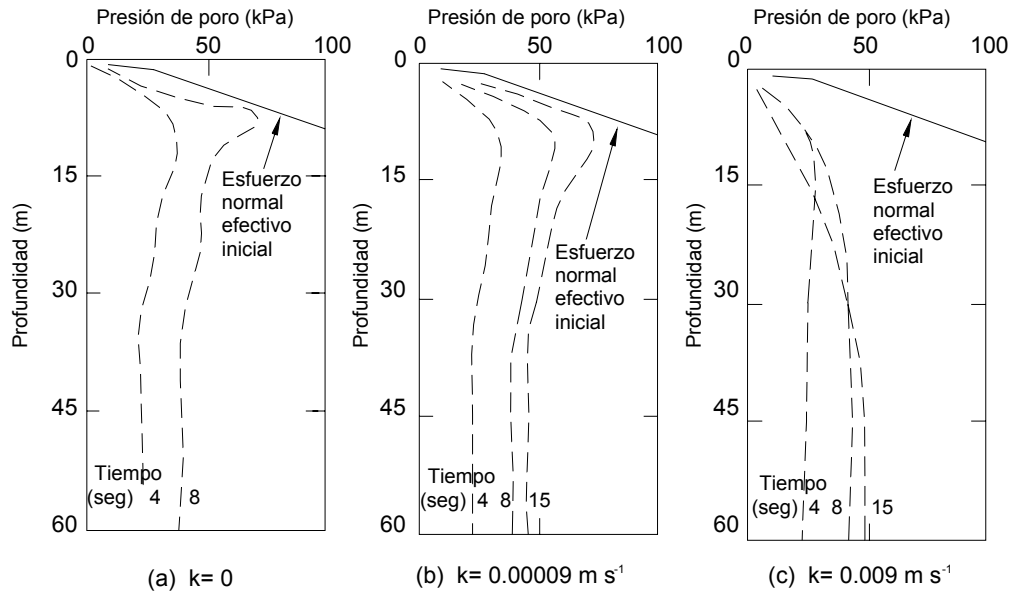 Presión de poro (kPa)
0 50 100
0
15
30
45
60
Profundidad (m)
Esfuerzo
normal
efectivo
inicial
Tiempo
(seg) 4 8
(a) k= 0
Presión de poro (kPa)
0 50 100
0
15
30
45
60
Profundidad (m)
Esfuerzo
normal
efectivo
inicial
Tiempo
(seg) 4 8 15
(b) k= 0.00009 m s⁻¹
Presión de poro (kPa)
0 50 100
0
15
30
45
60
Profundidad (m)
Esfuerzo
normal
efectivo
inicial
Tiempo
(seg) 4 8 15
(c) k= 0.009 m s⁻¹